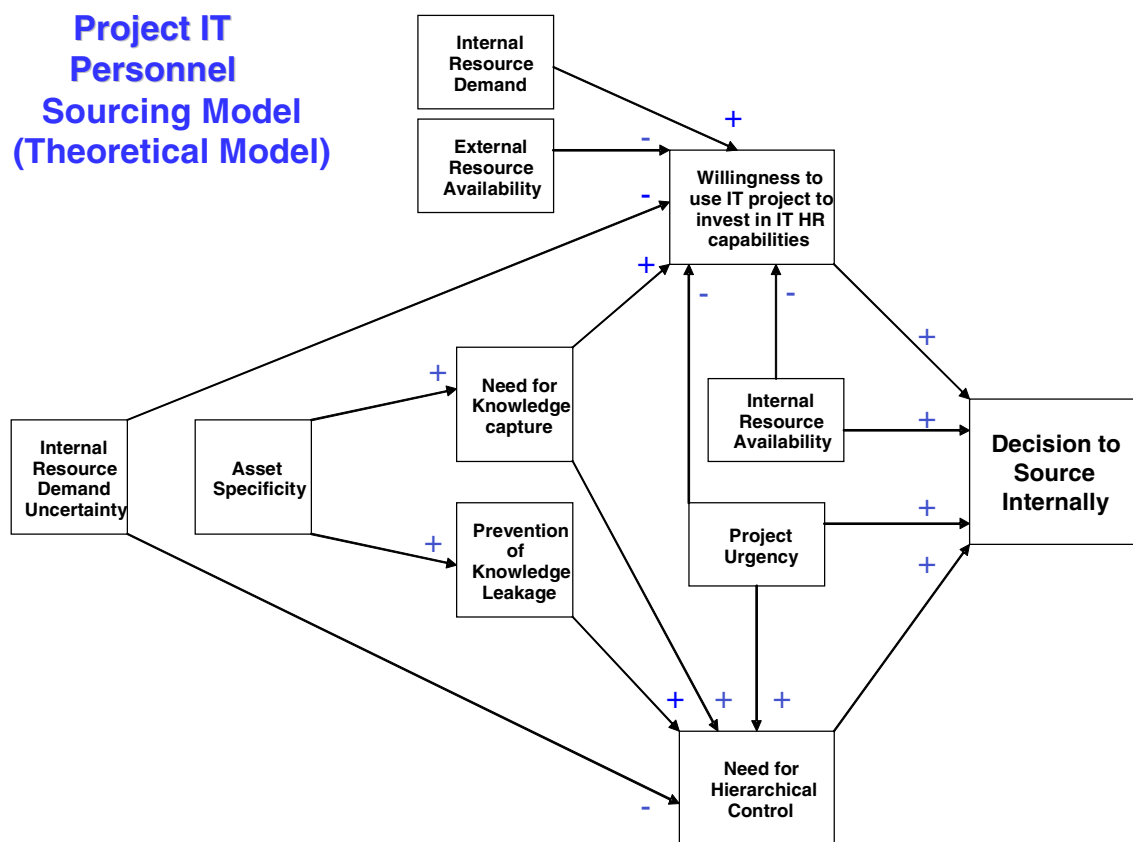 Project IT
Personnel
Sourcing Model
(Theoretical Model)
Internal
Resource
Demand
+
External
Resource
Availability
-
Willingness to
use IT project to
invest in IT HR
capabilities
-
+
-
-
+
Need for
Knowledge
capture
+
Internal
Resource
Availability
+
Decision to
Source
Internally
Internal
Resource
Demand
Uncertainty
Asset
Specificity
+
Prevention of
Knowledge
Leakage
Project
Urgency
+
+
+
+
+
Need for
Hierarchical
Control
-